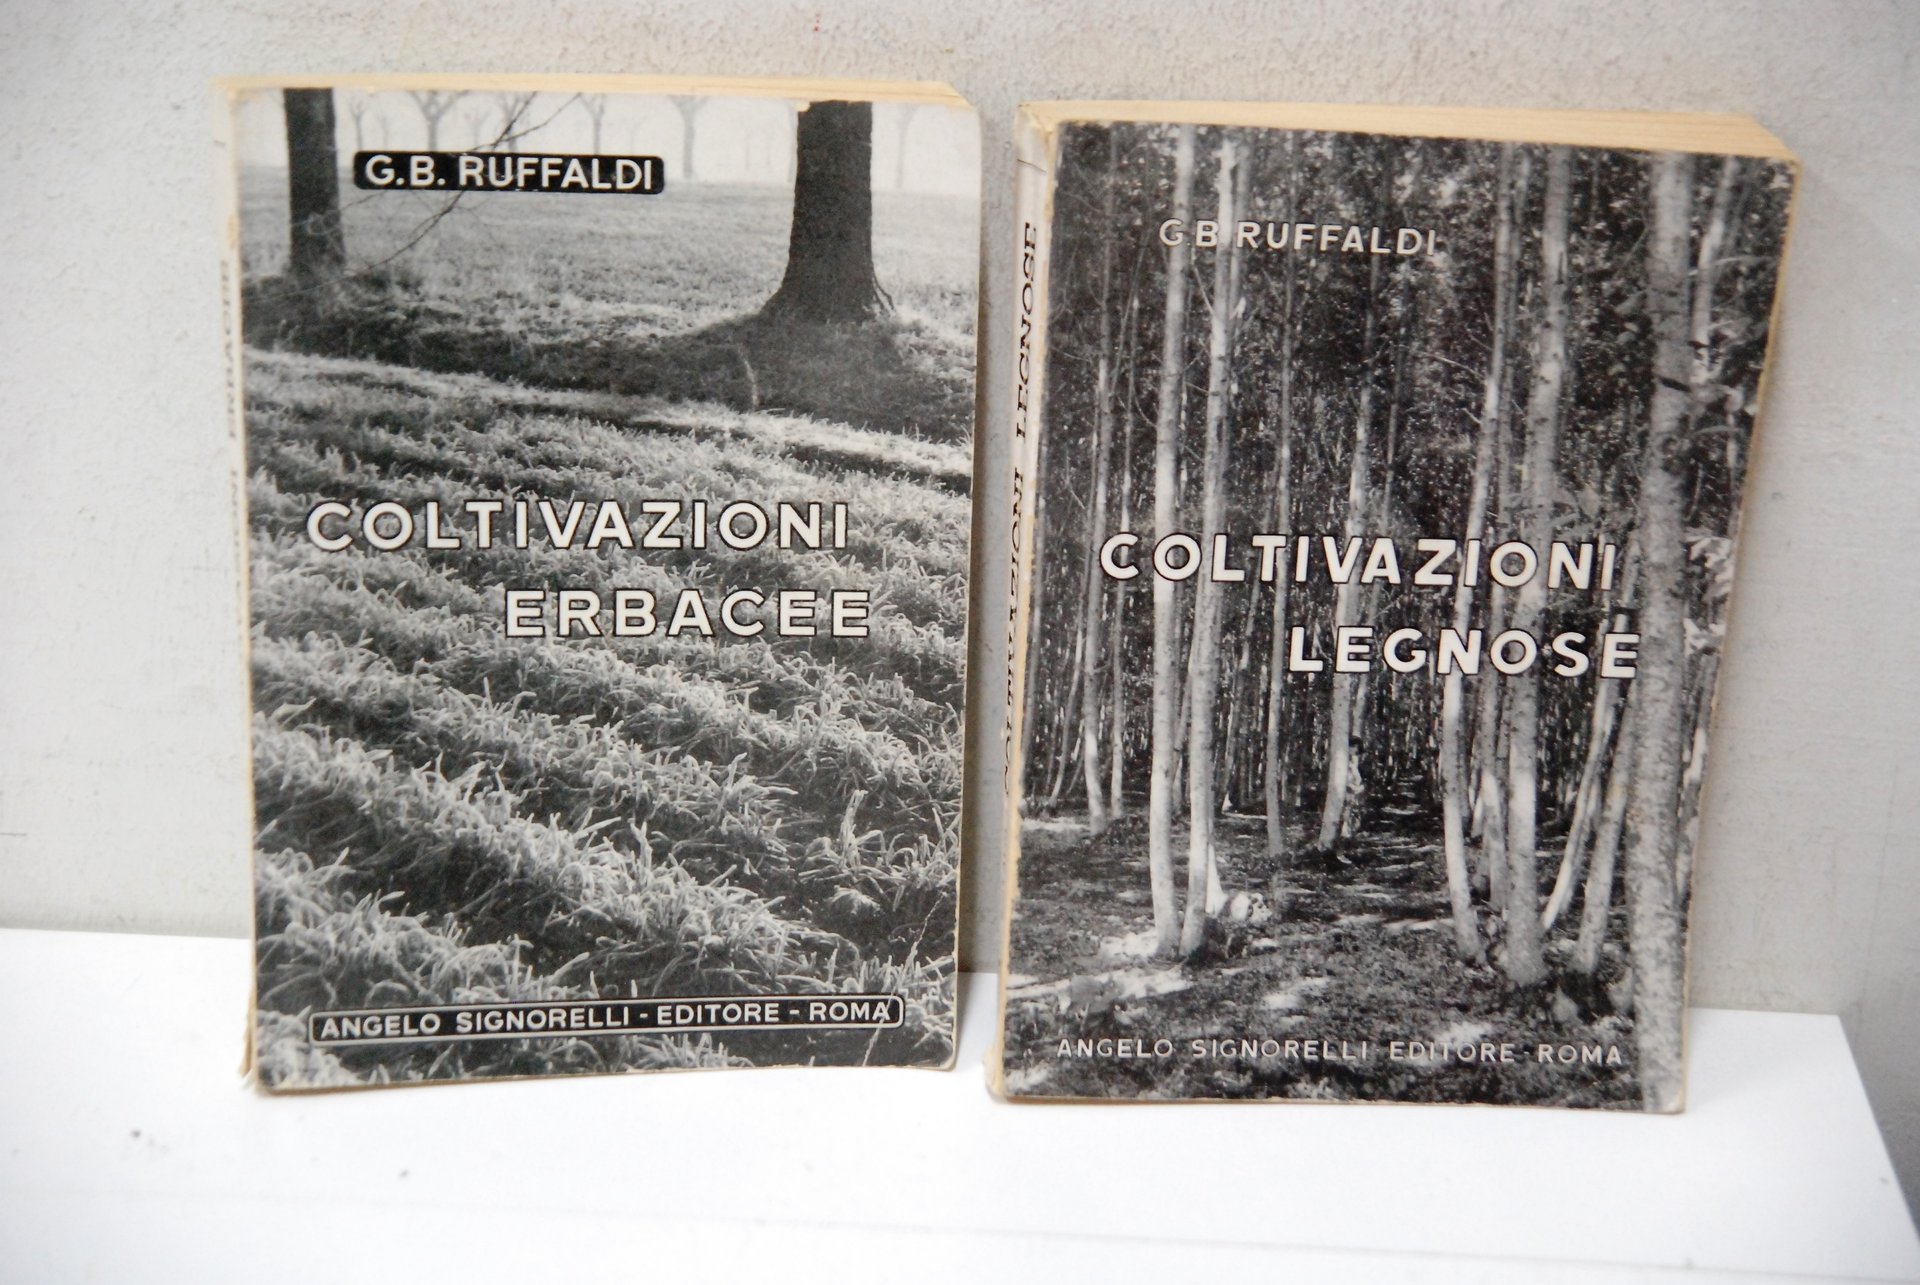 G.B. RUFFALDI
COLTIVAZIONI
ERBACEE
ANGELO SIGNORELLI - EDITORE - ROMA
COLTIVAZIONI LEGNOSE
G.B. RUFFALDI
COLTIVAZIONI
LEGNOSE
ANGELO SIGNORELLI EDITORE - ROMA